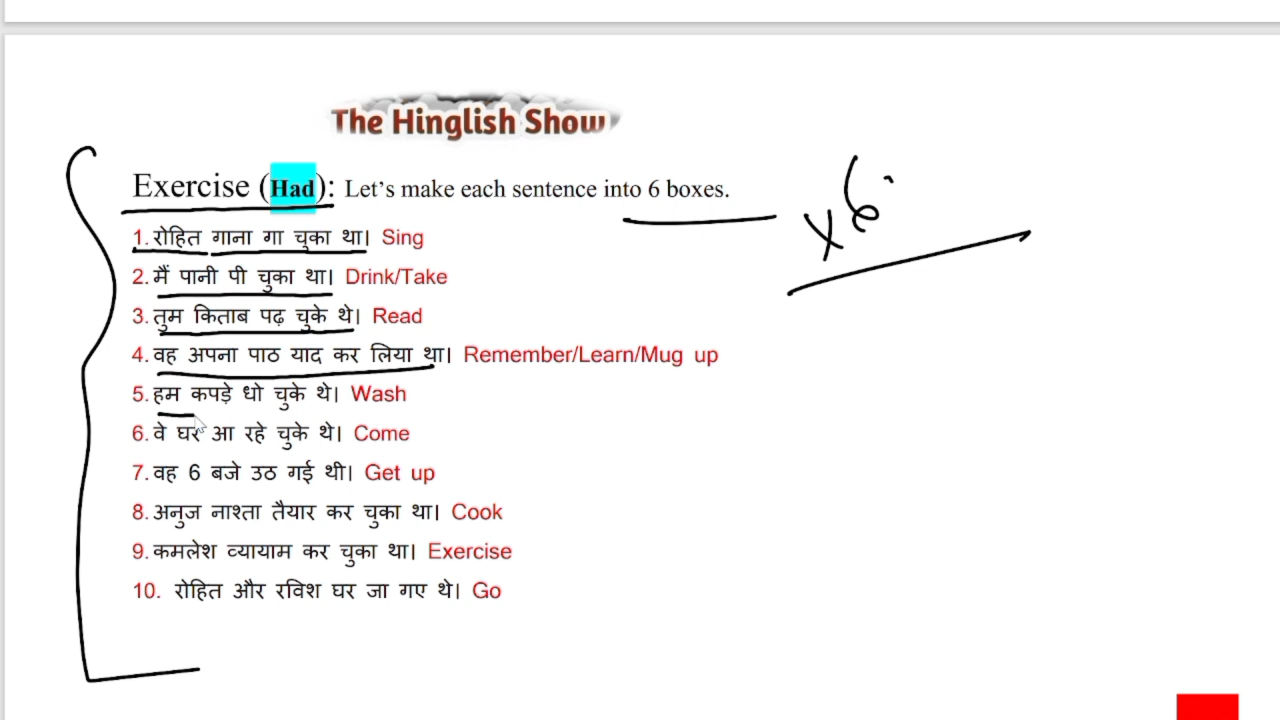 The Hinglish Show
Exercise (Had): Let's make each sentence into 6 boxes.
x 6
1. रोहित गाना गा चुका था। Sing
2. मैं पानी पी चुका था। Drink/Take
3. तुम किताब पढ़ चुके थे। Read
4. वह अपना पाठ याद कर लिया था। Remember/Learn/Mug up
5. हम कपड़े धो चुके थे। Wash
6. वे घर आ रहे चुके थे। Come
7. वह 6 बजे उठ गई थी। Get up
8. अनुज नाश्ता तैयार कर चुका था। Cook
9. कमलेश व्यायाम कर चुका था। Exercise
10. रोहित और रविश घर जा गए थे। Go